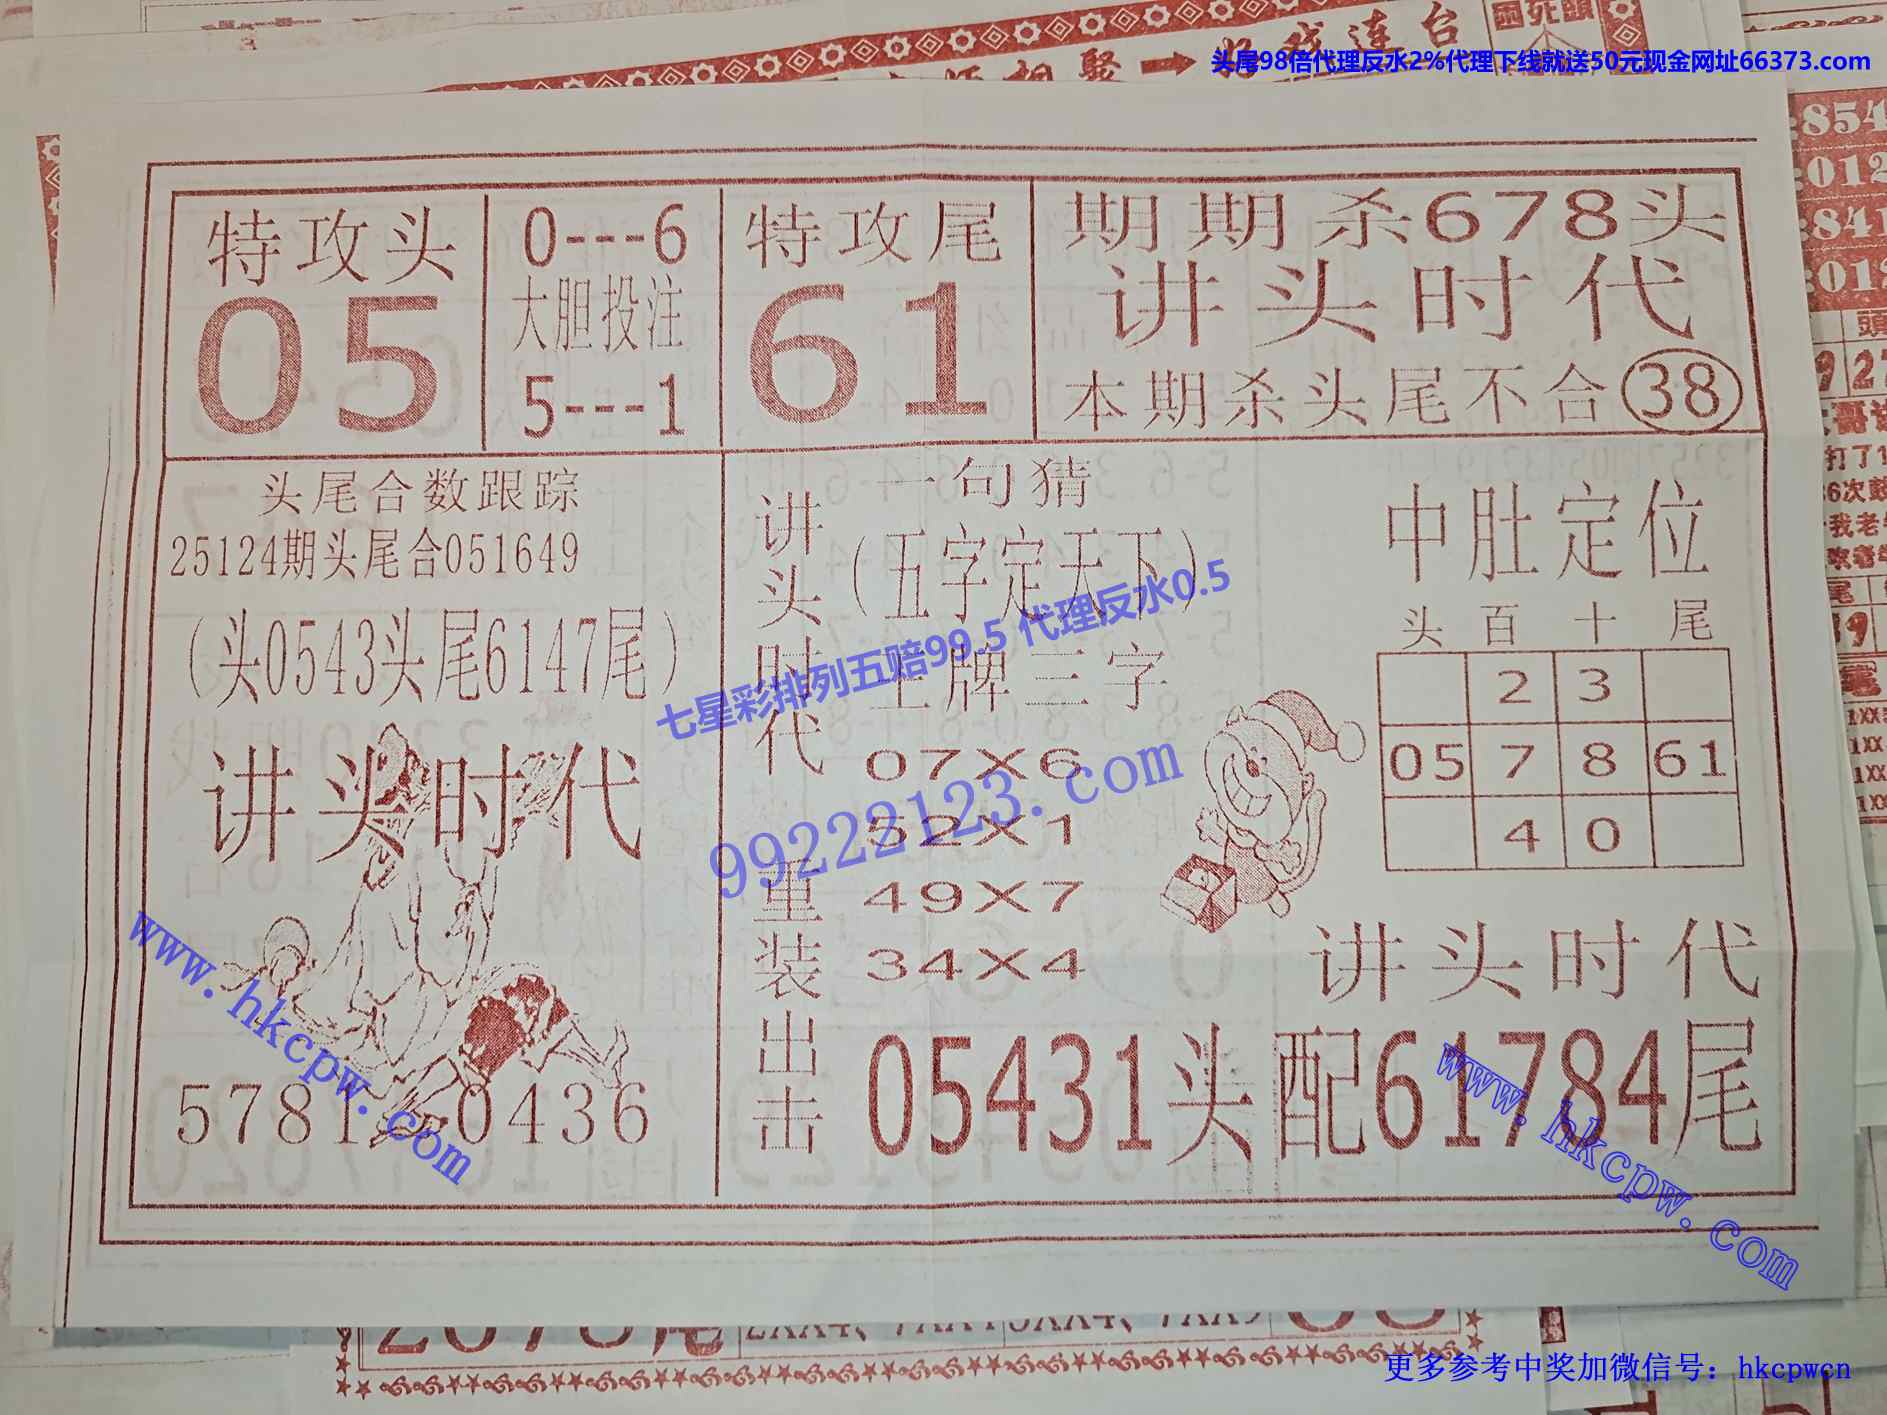 头尾98倍代理反水2%代理下线就送50元现金网址66373.com
好戏连台
特攻头
05
0---6
大胆投注
5---1
特攻尾
61
期期杀678头
讲头时代
本期杀头尾不合38
头尾合数跟踪
25124期头尾合051649
(头0543头尾6147尾)
讲头时代
5781
0436
讲头时代重装出击
一句猜
(五字定天下)
王牌三字
07X6
52X1
49X7
34X4
中肚定位
头百十尾
2 3
05 7 8 61
4 0
讲头时代
05431头配61784尾
七星彩排列五赔99.5 代理反水0.5
99222123.com
www.hkcpw.com
www.hkcpw.com
更多参考中奖加微信号：hkcpwcn